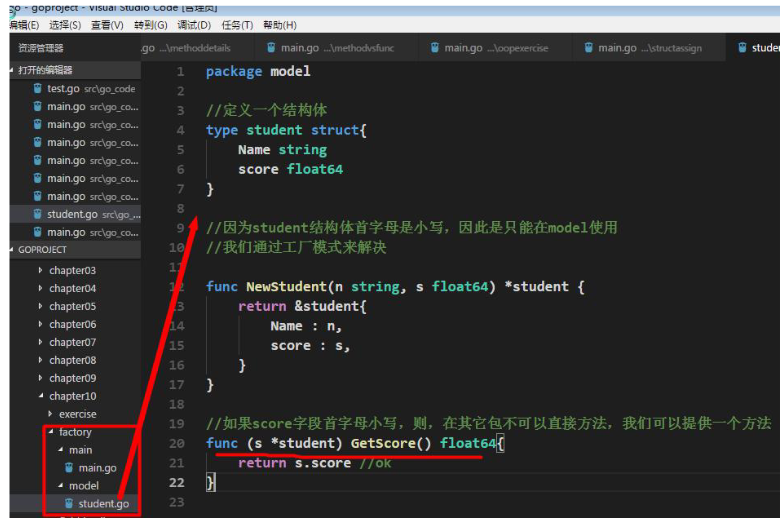 go - goproject - Visual Studio Code [管理员]
编辑(E) 选择(S) 查看(V) 转到(G) 调试(D) 任务(T) 帮助(H)
资源管理器
.go ...\methoddetails
main.go ...\methodvsfunc
main.go ...\oopexercise
main.go ...\structassign
打开的编辑器
test.go src\go_code
main.go src\go_co...
main.go src\go_co...
main.go src\go_co...
main.go src\go_co...
main.go src\go_co...
main.go src\go_co...
student.go src\go_...
main.go src\go_co...
GOPROJECT
chapter03
chapter04
chapter05
chapter06
chapter07
chapter08
chapter09
chapter10
exercise
factory
main
main.go
model
student.go
1 package model
2
3 //定义一个结构体
4 type student struct{
5 Name string
6 score float64
7 }
8
9 //因为student结构体首字母是小写，因此是只能在model使用
10 //我们通过工厂模式来解决
11
12 func NewStudent(n string, s float64) *student {
13 return &student{
14 Name : n,
15 score : s,
16 }
17 }
18
19 //如果score字段首字母小写，则，在其它包不可以直接方法，我们可以提供一个方法
20 func (s *student) GetScore() float64{
21 return s.score //ok
22 }
23